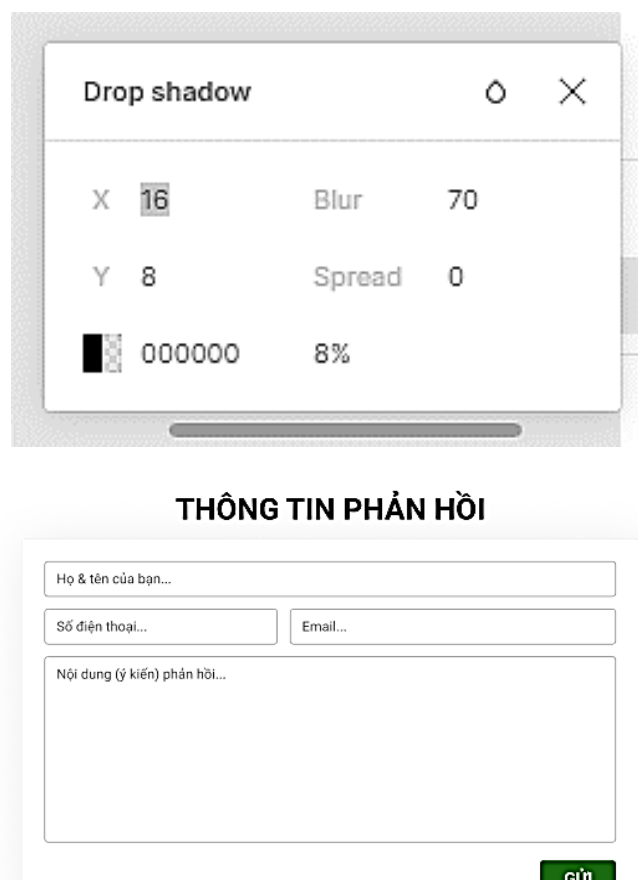 Drop shadow
X 16 Blur 70
Y 8 Spread 0
000000 8%
THÔNG TIN PHẢN HỒI
Họ & tên của bạn...
Số điện thoại... Email...
Nội dung (ý kiến) phản hồi...
GỬI